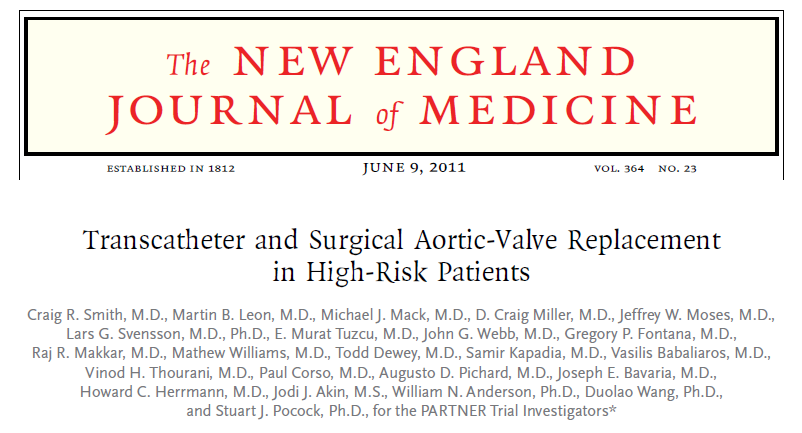 The NEW ENGLAND
JOURNAL of MEDICINE
ESTABLISHED IN 1812 JUNE 9, 2011 VOL. 364 NO. 23
Transcatheter and Surgical Aortic-Valve Replacement
in High-Risk Patients
Craig R. Smith, M.D., Martin B. Leon, M.D., Michael J. Mack, M.D., D. Craig Miller, M.D., Jeffrey W. Moses, M.D.,
Lars G. Svensson, M.D., Ph.D., E. Murat Tuzcu, M.D., John G. Webb, M.D., Gregory P. Fontana, M.D.,
Raj R. Makkar, M.D., Mathew Williams, M.D., Todd Dewey, M.D., Samir Kapadia, M.D., Vasilis Babaliaros, M.D.,
Vinod H. Thourani, M.D., Paul Corso, M.D., Augusto D. Pichard, M.D., Joseph E. Bavaria, M.D.,
Howard C. Herrmann, M.D., Jodi J. Akin, M.S., William N. Anderson, Ph.D., Duolao Wang, Ph.D.,
and Stuart J. Pocock, Ph.D., for the PARTNER Trial Investigators*